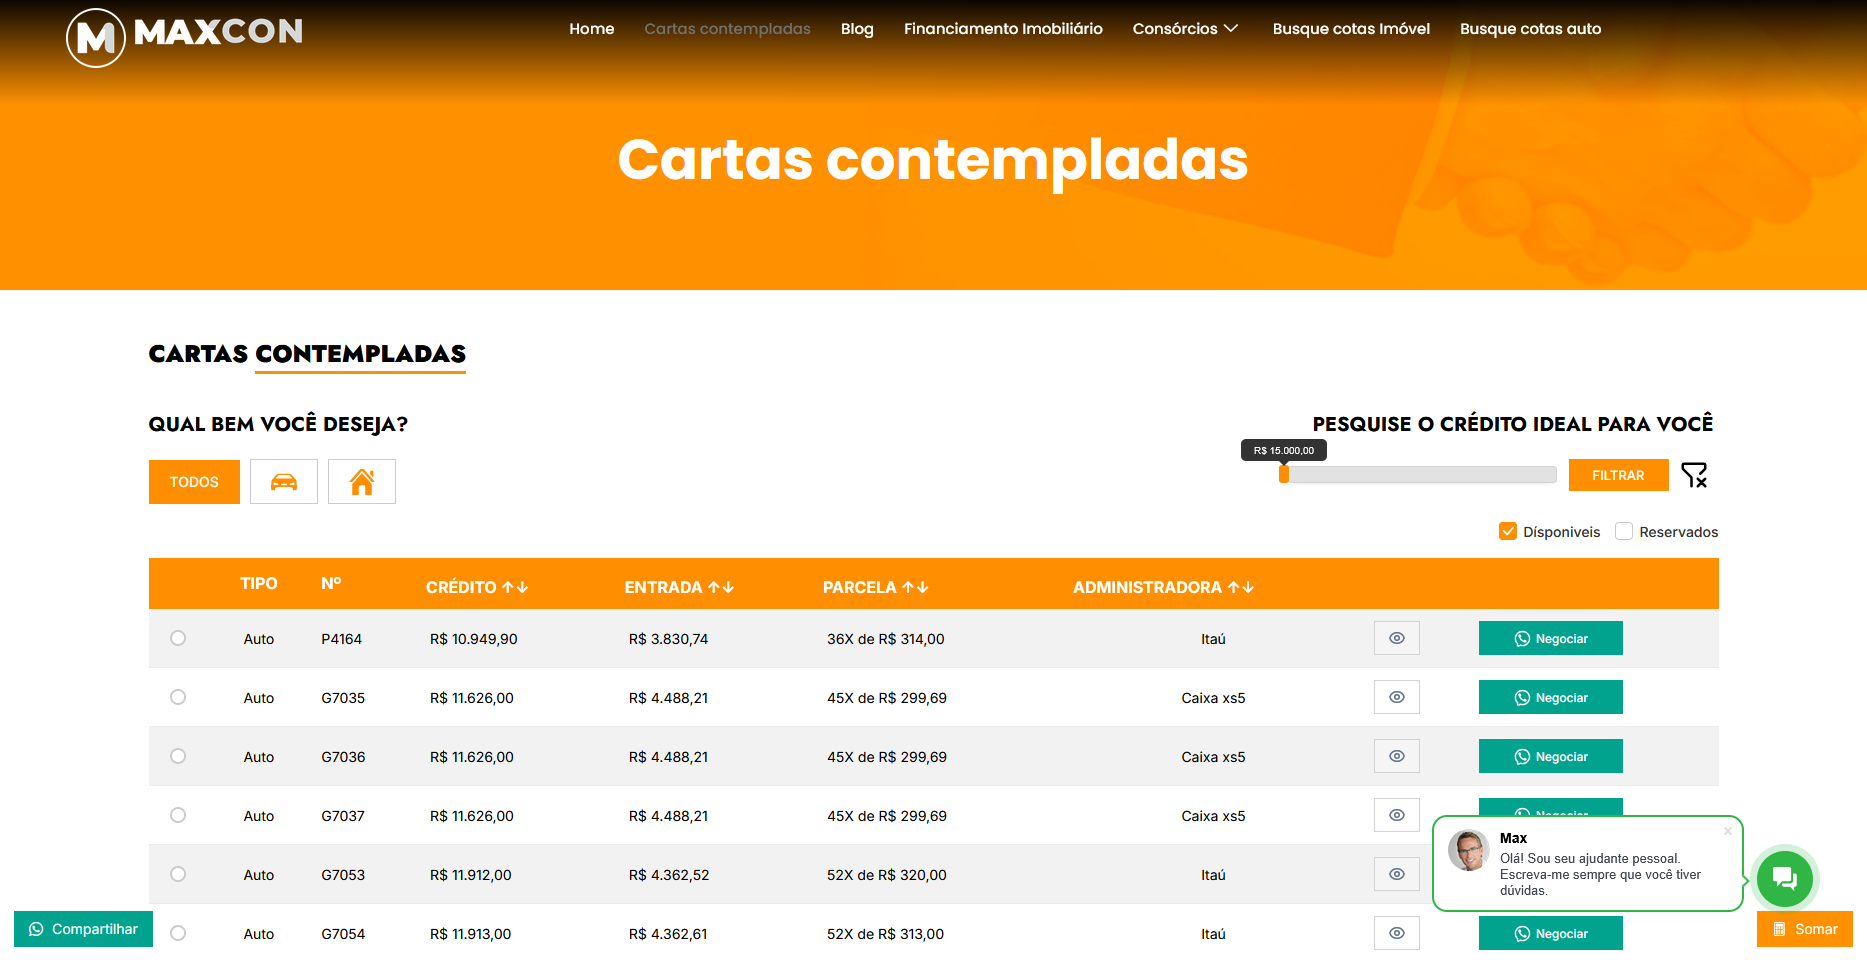 M MAXCON
Home Cartas contempladas Blog Financiamento Imobiliário Consórcios Busque cotas Imóvel Busque cotas auto
Cartas contempladas
CARTAS CONTEMPLADAS
QUAL BEM VOCÊ DESEJA?
PESQUISE O CRÉDITO IDEAL PARA VOCÊ
R$ 15.000,00
TODOS
FILTRAR
Dísponiveis Reservados
TIPO Nº CRÉDITO ENTRADA PARCELA ADMINISTRADORA
Auto P4164 R$ 10.949,90 R$ 3.830,74 36X de R$ 314,00 Itaú Negociar
Auto G7035 R$ 11.626,00 R$ 4.488,21 45X de R$ 299,69 Caixa xs5 Negociar
Auto G7036 R$ 11.626,00 R$ 4.488,21 45X de R$ 299,69 Caixa xs5 Negociar
Auto G7037 R$ 11.626,00 R$ 4.488,21 45X de R$ 299,69 Caixa xs5 Negociar
Auto G7053 R$ 11.912,00 R$ 4.362,52 52X de R$ 320,00 Itaú
Auto G7054 R$ 11.913,00 R$ 4.362,61 52X de R$ 313,00 Itaú Negociar
Max
Olá! Sou seu ajudante pessoal.
Escreva-me sempre que você tiver
dúvidas.
Compartilhar
Somar